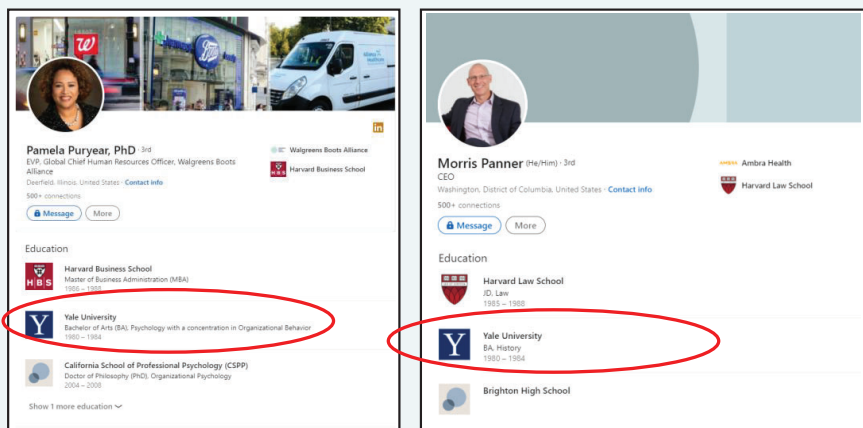 Boots
Pamela Puryear, PhD · 3rd
EVP, Global Chief Human Resources Officer, Walgreens Boots
Alliance
Deerfield, Illinois, United States · Contact info
500+ connections
Message
More
in
Walgreens Boots Alliance
HBS
Harvard Business School
Education
HBS
Harvard Business School
Master of Business Administration (MBA)
1986 – 1988
Y
Yale University
Bachelor of Arts (BA), Psychology with a concentration in Organizational Behavior
1980 – 1984
California School of Professional Psychology (CSPP)
Doctor of Philosophy (PhD), Organizational Psychology
2004 – 2008
Show 1 more education
Morris Panner (He/Him) · 3rd
CEO
Washington, District of Columbia, United States · Contact info
500+ connections
Message
More
AMBRA
Ambra Health
Harvard Law School
Education
Harvard Law School
JD, Law
1985 – 1988
Y
Yale University
BA, History
1980 – 1984
Brighton High School